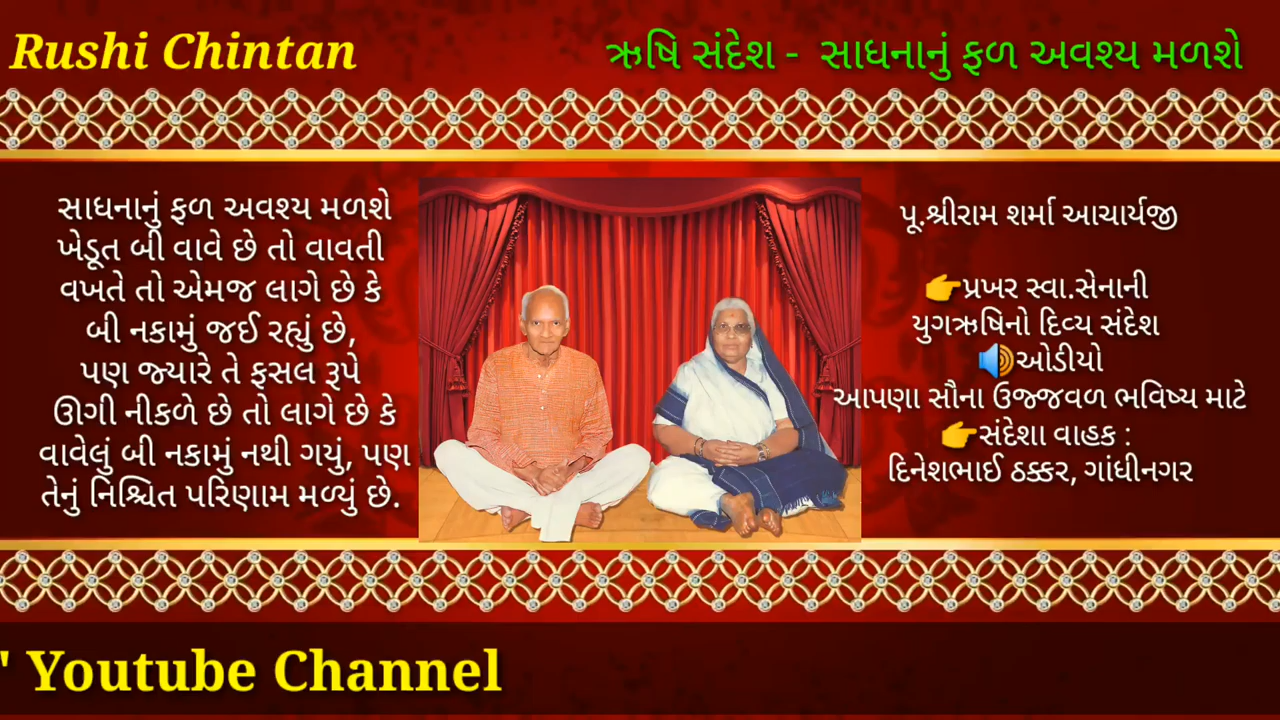 Rushi Chintan
ઋષિ સંદેશ - સાધનાનું ફળ અવશ્ય મળશે
સાધનાનું ફળ અવશ્ય મળશે
ખેડૂત બી વાવે છે તો વાવતી
વખતે તો એમજ લાગે છે કે
બી નકામું જઈ રહ્યું છે,
પણ જ્યારે તે ફસલ રૂપે
ઊગી નીકળે છે તો લાગે છે કે
વાવેલું બી નકામું નથી ગયું, પણ
તેનું નિશ્ચિત પરિણામ મળ્યું છે.
પૂ.શ્રીરામ શર્મા આચાર્યજી
👉પ્રખર સ્વા.સેનાની
યુગઋષિનો દિવ્ય સંદેશ
🔊ઓડીયો
આપણા સૌના ઉજ્જવળ ભવિષ્ય માટે
👉સંદેશા વાહક :
દિનેશભાઈ ઠક્કર, ગાંધીનગર
' Youtube Channel